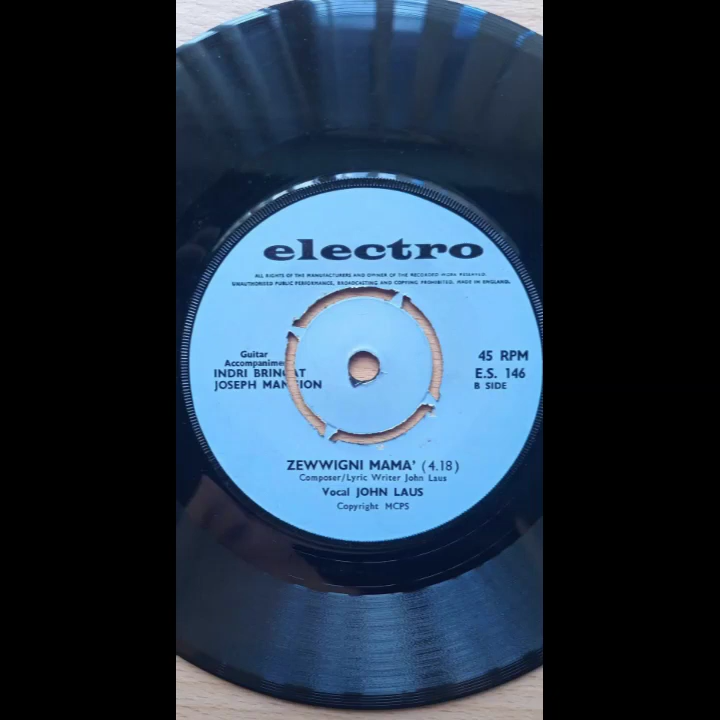 electro
ALL RIGHTS OF THE MANUFACTURERS AND OWNER OF THE RECORDED WORK RESERVED.
UNAUTHORISED PUBLIC PERFORMANCE, BROADCASTING AND COPYING PROHIBITED. MADE IN ENGLAND.
Guitar
INDRI
JOSEPH
45 RPM
E.S. 146
B SIDE
ZEWWIGNI MAMA' (4.18)
Composer/Lyric Writer John Laus
Vocal JOHN LAUS
Copyright MCPS